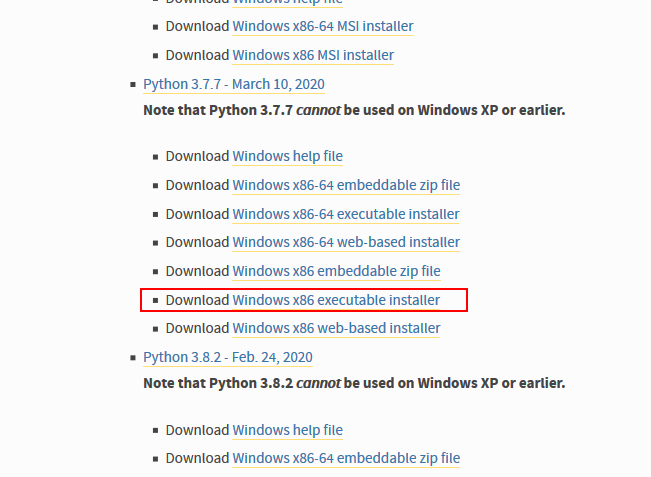 Download Windows help file
Download Windows x86-64 MSI installer
Download Windows x86 MSI installer
Python 3.7.7 - March 10, 2020
Note that Python 3.7.7 cannot be used on Windows XP or earlier.
Download Windows help file
Download Windows x86-64 embeddable zip file
Download Windows x86-64 executable installer
Download Windows x86-64 web-based installer
Download Windows x86 embeddable zip file
Download Windows x86 executable installer
Download Windows x86 web-based installer
Python 3.8.2 - Feb. 24, 2020
Note that Python 3.8.2 cannot be used on Windows XP or earlier.
Download Windows help file
Download Windows x86-64 embeddable zip file